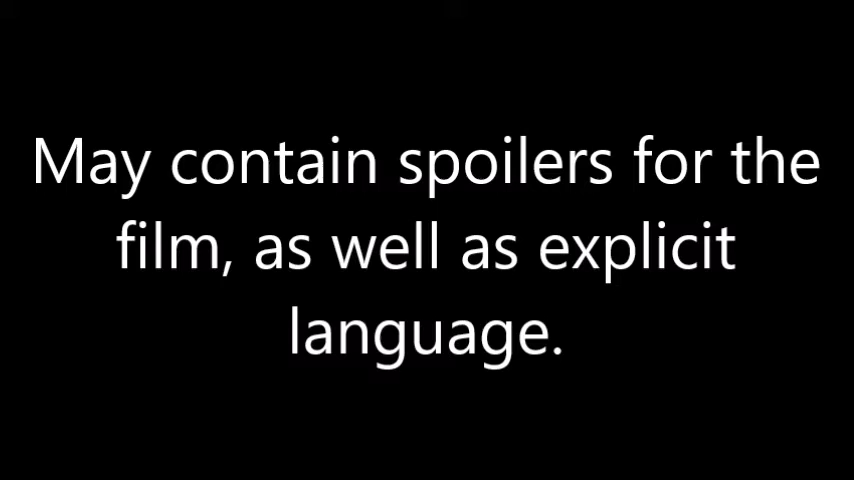 May contain spoilers for the
film, as well as explicit
language.